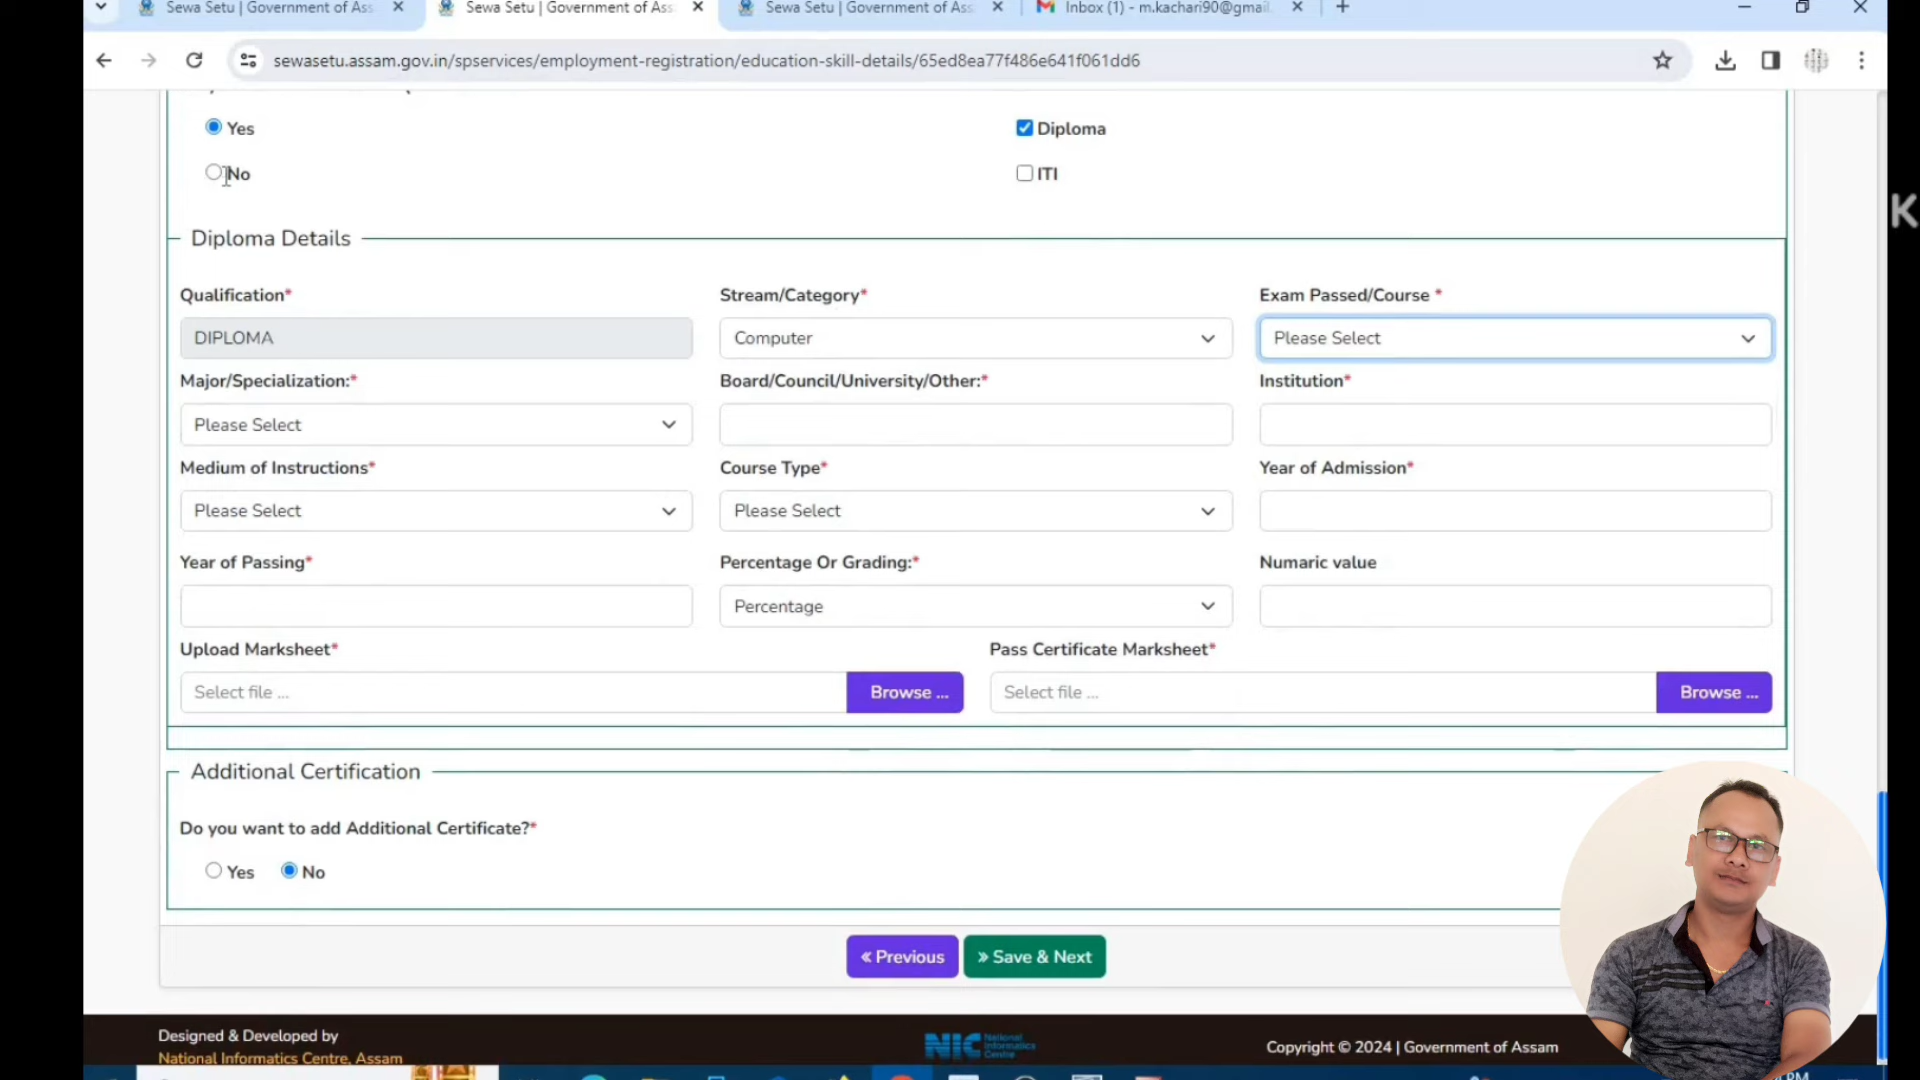 Sewa Setu | Government of Ass
Sewa Setu | Government of Ass
Sewa Setu | Government of Ass
Inbox (1) - m.kachari90@gmail.
sewasetu.assam.gov.in/spservices/employment-registration/education-skill-details/65ed8ea77f486e641f061dd6
K
Yes
Diploma
No
ITI
Diploma Details
Qualification*
Stream/Category*
Exam Passed/Course *
DIPLOMA
Computer
Please Select
Major/Specialization:*
Board/Council/University/Other:*
Institution*
Please Select
Medium of Instructions*
Course Type*
Year of Admission*
Please Select
Please Select
Year of Passing*
Percentage Or Grading:*
Numaric value
Percentage
Upload Marksheet*
Pass Certificate Marksheet*
Select file ...
Browse ...
Select file ...
Browse ...
Additional Certification
Do you want to add Additional Certificate?*
Yes
No
« Previous
» Save & Next
Designed & Developed by
National Informatics Centre, Assam
NIC National Informatics Centre
Copyright © 2024 | Government of Assam
PM